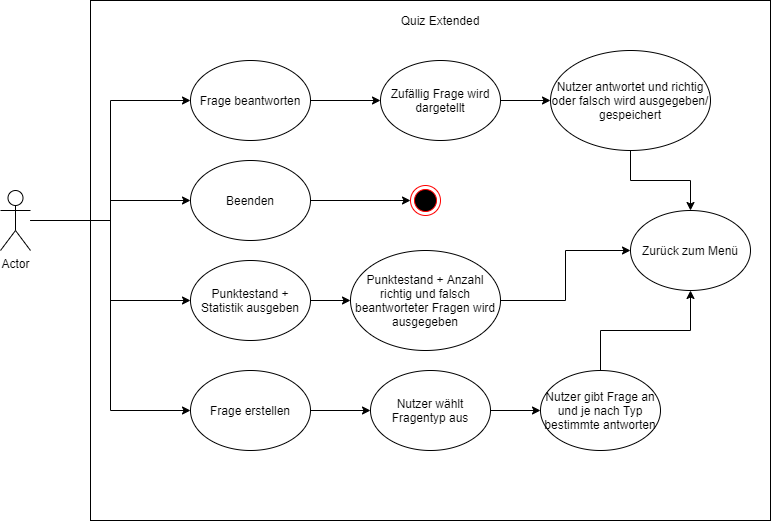 Quiz Extended
Frage beantworten
Zufällig Frage wird
dargetellt
Nutzer antwortet und richtig
oder falsch wird ausgegeben/
gespeichert
Beenden
Actor
Zurück zum Menü
Punktestand +
Statistik ausgeben
Punktestand + Anzahl
richtig und falsch
beantworteter Fragen wird
ausgegeben
Frage erstellen
Nutzer wählt
Fragentyp aus
Nutzer gibt Frage an
und je nach Typ
bestimmte antworten